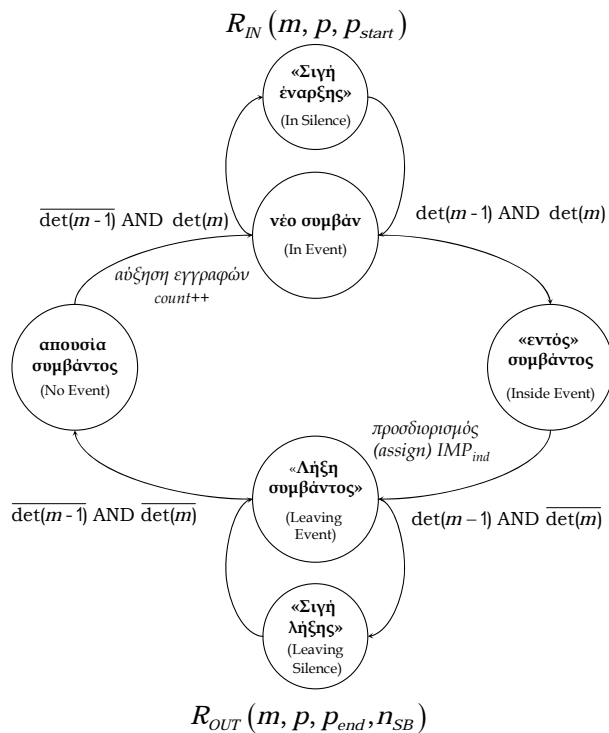 R_IN (m, p, p_start)
«Σιγή
έναρξης»
(In Silence)
det(m - 1) AND det(m)
νέο συμβάν
(In Event)
det(m -1) AND det(m)
αύξηση εγγραφών
count++
απουσία
συμβάντος
(No Event)
«εντός»
συμβάντος
(Inside Event)
προσδιορισμός
(assign) IMP_ind
«Λήξη
συμβάντος»
(Leaving
Event)
det(m -1) AND det(m)
det(m – 1) AND det(m)
«Σιγή
λήξης»
(Leaving
Silence)
R_OUT (m, p, p_end, n_SB)